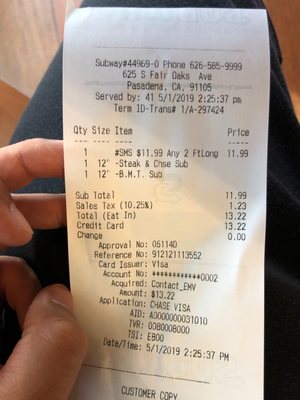 Subway#44969-0 Phone 626-585-9999
625 S Fair Oaks Ave
Pasadena, CA, 91105
Served by: 41 5/1/2019 2:25:37 pm
Term ID-Trans# 1/A-297424
Qty Size Item Price
1 #SMS $11.99 Any 2 FtLong 11.99
1 12" -Steak & Chse Sub
1 12" -B.M.T. Sub
Sub Total 11.99
Sales Tax (10.25%) 1.23
Total (Eat In) 13.22
Credit Card 13.22
Change 0.00
Approval No: 061140
Reference No: 912121113552
Card Issuer: Visa
Account No: ************0002
Acquired: Contact_EMV
Amount: $13.22
Application: CHASE VISA
AID: A0000000031010
TVR: 0080008000
TSI: E800
Date/Time: 5/1/2019 2:25:37 PM
CUSTOMER COPY